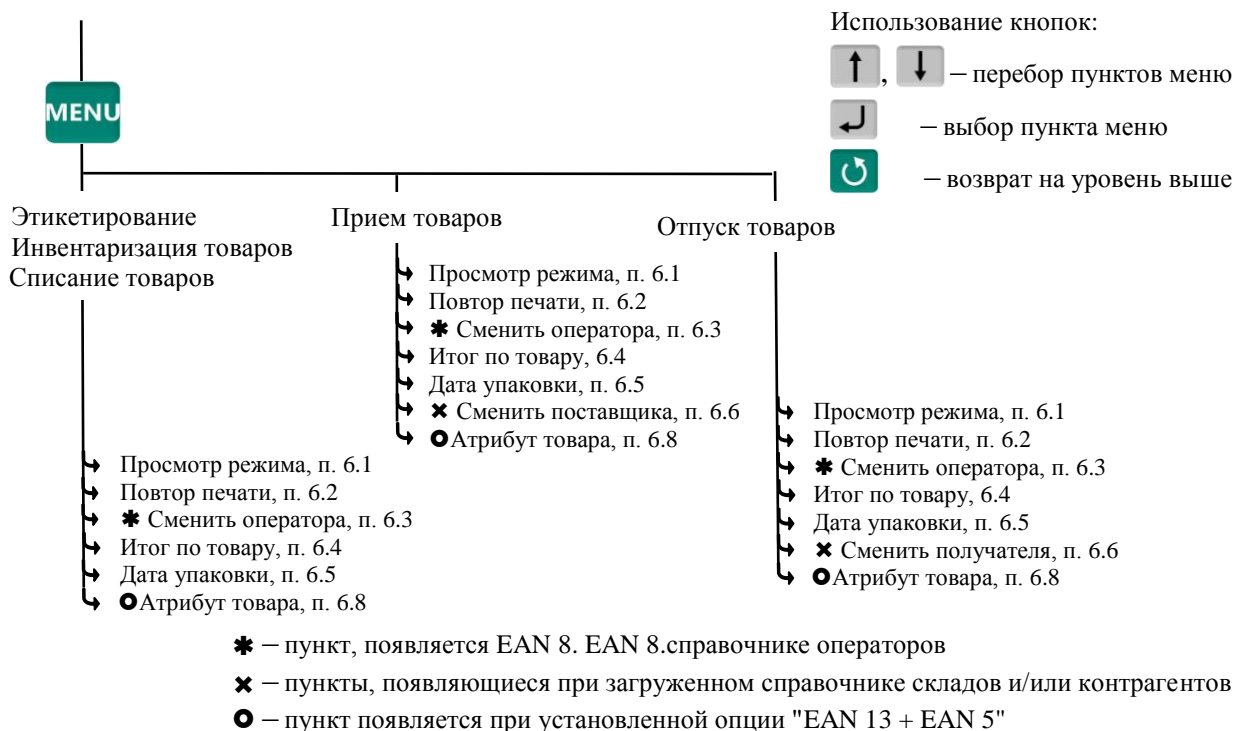 Использование кнопок:
↑, ↓ – перебор пунктов меню
MENU
↵ – выбор пункта меню
– возврат на уровень выше
Этикетирование
Инвентаризация товаров
Списание товаров
Прием товаров
Отпуск товаров
Просмотр режима, п. 6.1
Повтор печати, п. 6.2
✱ Сменить оператора, п. 6.3
Итог по товару, 6.4
Дата упаковки, п. 6.5
✖ Сменить поставщика, п. 6.6
Атрибут товара, п. 6.8
Просмотр режима, п. 6.1
Повтор печати, п. 6.2
✱ Сменить оператора, п. 6.3
Итог по товару, 6.4
Дата упаковки, п. 6.5
✖ Сменить получателя, п. 6.6
Атрибут товара, п. 6.8
Просмотр режима, п. 6.1
Повтор печати, п. 6.2
✱ Сменить оператора, п. 6.3
Итог по товару, п. 6.4
Дата упаковки, п. 6.5
Атрибут товара, п. 6.8
✱ – пункт, появляется EAN 8. EAN 8.справочнике операторов
✖ – пункты, появляющиеся при загруженном справочнике складов и/или контрагентов
– пункт появляется при установленной опции "EAN 13 + EAN 5"